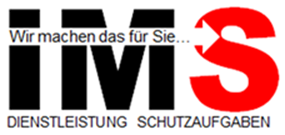 IMS
Wir machen das für Sie...
DIENSTLEISTUNG SCHUTZAUFGABEN